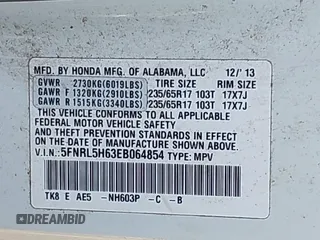 MFD. BY HONDA MFG. OF ALABAMA, LLC 12/'13
GVWR 2730KG(6019LBS) TIRE SIZE RIM SIZE
GAWR F 1320KG(2910LBS) 235/65R17 103T 17X7J
GAWR R 1515KG(3340LBS) 235/65R17 103T 17X7J
THIS VEHICLE CONFORMS TO ALL APPLICABLE
FEDERAL MOTOR VEHICLE SAFETY STANDARDS IN
EFFECT ON THE DATE OF MANUFACTURE SHOWN ABOVE.
V.I.N.: 5FNRL5H63EB064854 TYPE: MPV
TK8 E AE5 -NH603P -C -B
DREAMBID